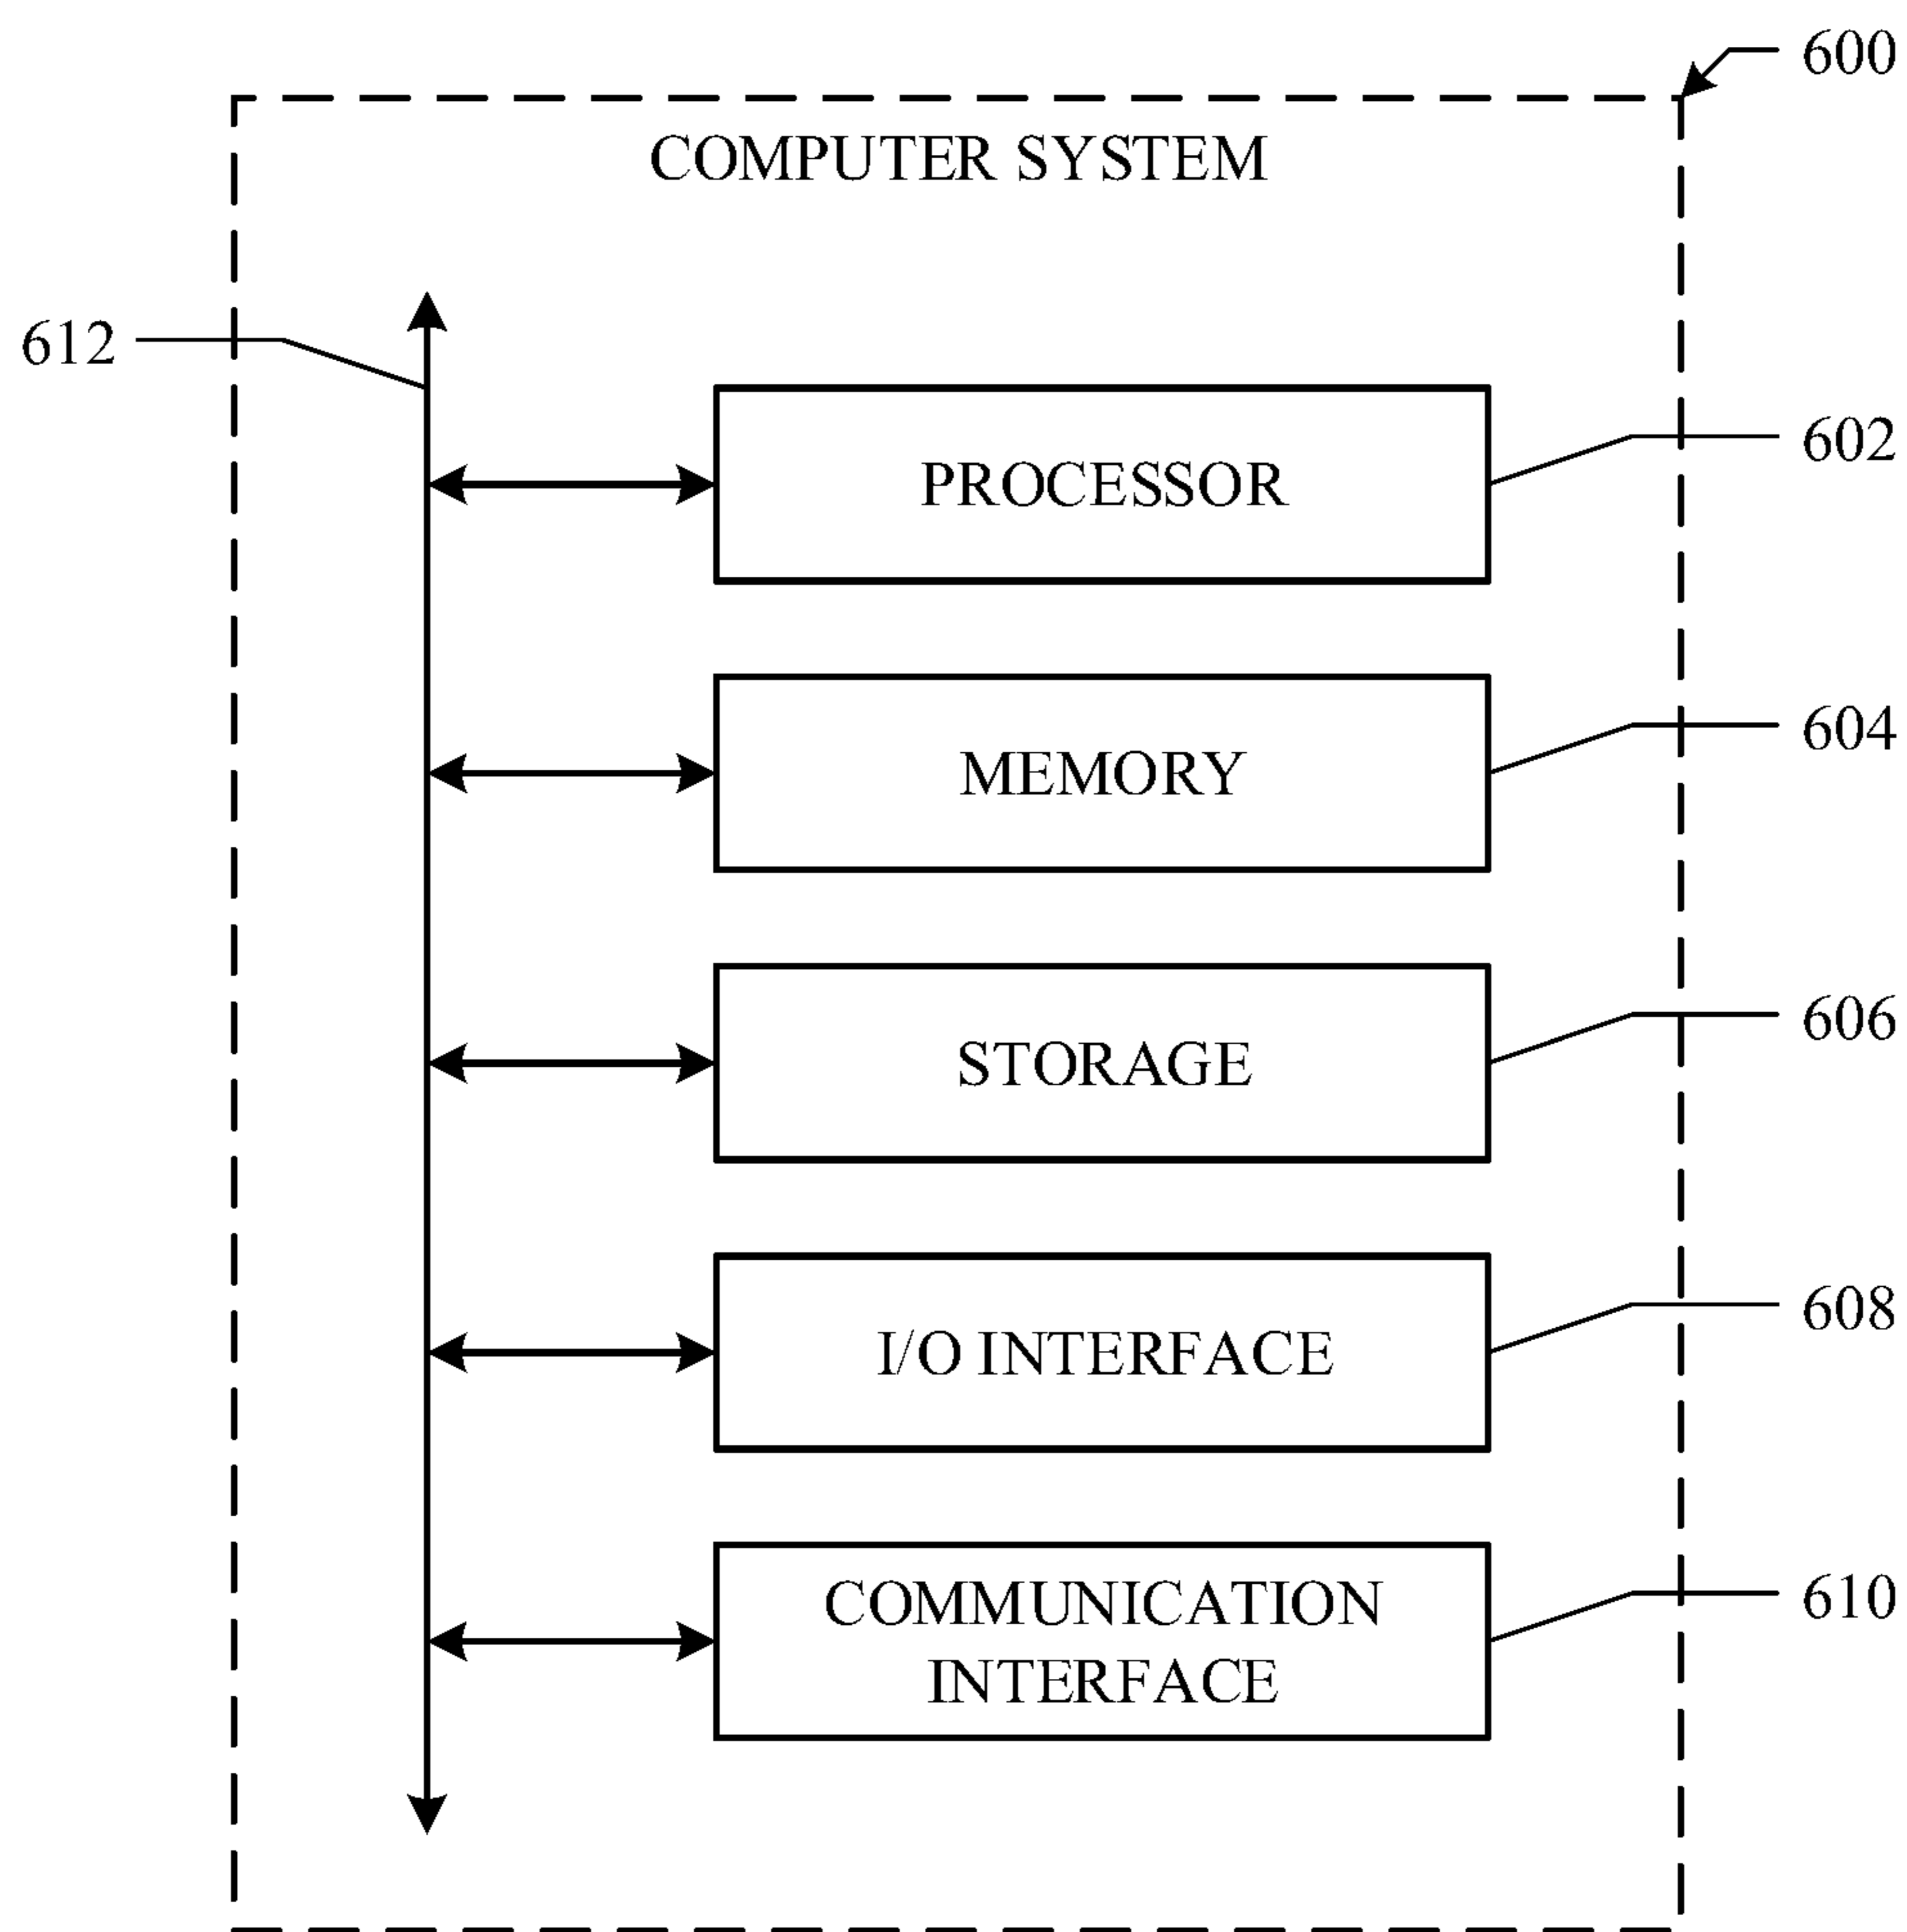 600
COMPUTER SYSTEM
612
PROCESSOR
602
MEMORY
604
STORAGE
606
I/O INTERFACE
608
COMMUNICATION
INTERFACE
610